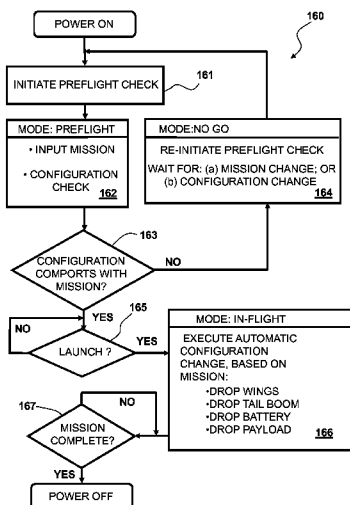 POWER ON
160
INITIATE PREFLIGHT CHECK
161
MODE: PREFLIGHT
• INPUT MISSION
• CONFIGURATION
CHECK
162
MODE:NO GO
RE-INITIATE PREFLIGHT CHECK
WAIT FOR: (a) MISSION CHANGE; OR
(b) CONFIGURATION CHANGE
164
163
CONFIGURATION
COMPORTS WITH
MISSION?
NO
YES
165
NO
LAUNCH ?
YES
MODE: IN-FLIGHT
EXECUTE AUTOMATIC
CONFIGURATION
CHANGE, BASED ON
MISSION:
•DROP WINGS
•DROP TAIL BOOM
•DROP BATTERY
•DROP PAYLOAD
166
167
NO
MISSION
COMPLETE?
YES
POWER OFF